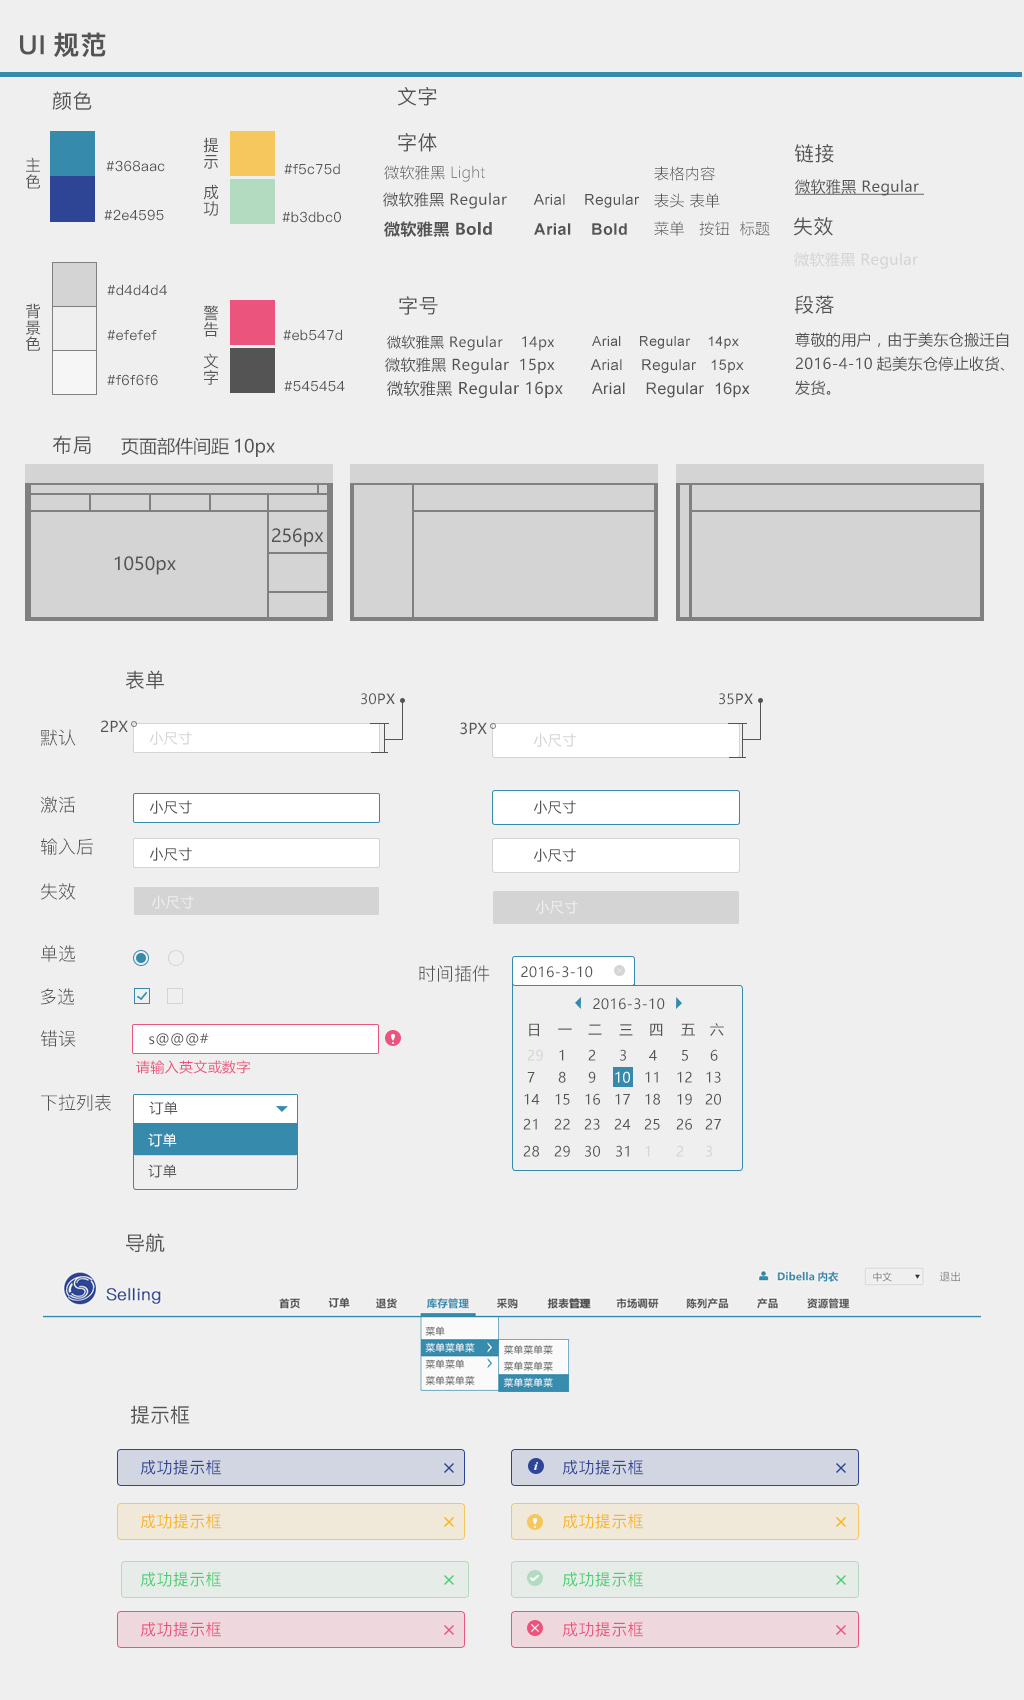 UI 规范
颜色
主色
#368aac
#2e4595
提示
#f5c75d
成功
#b3dbc0
背景色
#d4d4d4
#efefef
#f6f6f6
警告
#eb547d
文字
#545454
文字
字体
微软雅黑 Light 表格内容
微软雅黑 Regular Arial Regular 表头 表单
微软雅黑 Bold Arial Bold 菜单 按钮 标题
字号
微软雅黑 Regular 14px Arial Regular 14px
微软雅黑 Regular 15px Arial Regular 15px
微软雅黑 Regular 16px Arial Regular 16px
链接
微软雅黑 Regular
失效
微软雅黑 Regular
段落
尊敬的用户，由于美东仓搬迁自
2016-4-10 起美东仓停止收货、
发货。
布局 页面部件间距 10px
1050px
256px
表单
默认
2PX
小尺寸
30PX
3PX
小尺寸
35PX
激活 小尺寸 小尺寸
输入后 小尺寸 小尺寸
失效 小尺寸 小尺寸
单选
多选
错误 s@@@#
请输入英文或数字
下拉列表 订单
订单
订单
时间插件 2016-3-10
2016-3-10
日 一 二 三 四 五 六
29 1 2 3 4 5 6
7 8 9 10 11 12 13
14 15 16 17 18 19 20
21 22 23 24 25 26 27
28 29 30 31 1 2 3
导航
Selling
Dibella 内衣 中文 退出
首页 订单 退货 库存管理 采购 报表管理 市场调研 陈列产品 产品 资源管理
菜单
菜单菜单菜
菜单菜单
菜单菜单菜
菜单菜单菜
菜单菜单菜
菜单菜单菜
提示框
成功提示框 成功提示框
成功提示框 成功提示框
成功提示框 成功提示框
成功提示框 成功提示框